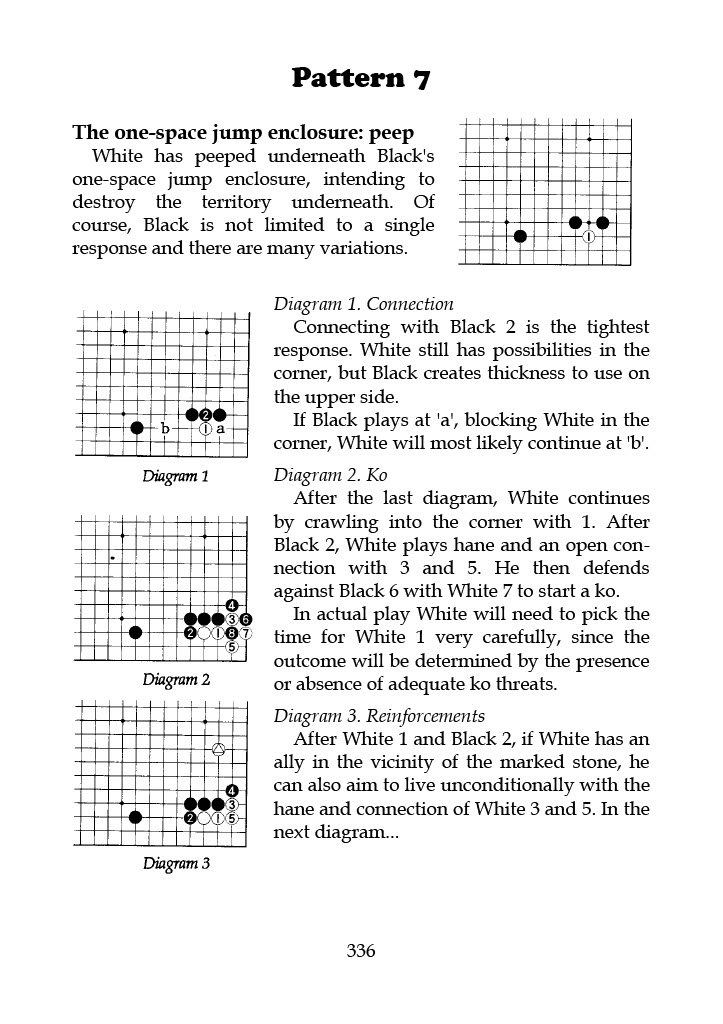 Pattern 7
The one-space jump enclosure: peep
White has peeped underneath Black's
one-space jump enclosure, intending to
destroy the territory underneath. Of
course, Black is not limited to a single
response and there are many variations.
1
Diagram 1. Connection
Connecting with Black 2 is the tightest
response. White still has possibilities in the
corner, but Black creates thickness to use on
the upper side.
If Black plays at 'a', blocking White in the
corner, White will most likely continue at 'b'.
2
b 1 a
Diagram 1
Diagram 2. Ko
After the last diagram, White continues
by crawling into the corner with 1. After
Black 2, White plays hane and an open con-
nection with 3 and 5. He then defends
against Black 6 with White 7 to start a ko.
In actual play White will need to pick the
time for White 1 very carefully, since the
outcome will be determined by the presence
or absence of adequate ko threats.
4
3 6
2 1 8 7
5
Diagram 2
Diagram 3. Reinforcements
After White 1 and Black 2, if White has an
ally in the vicinity of the marked stone, he
can also aim to live unconditionally with the
hane and connection of White 3 and 5. In the
next diagram...
4
3
2 1 5
Diagram 3
336